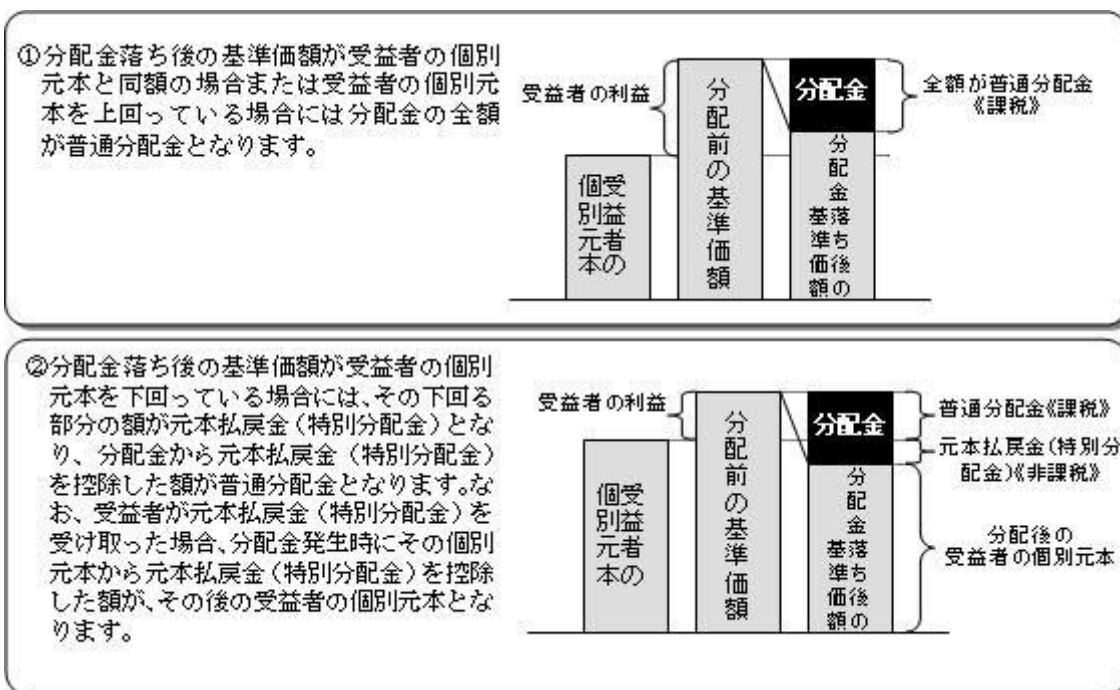 ①分配金落ち後の基準価額が受益者の個別
元本と同額の場合または受益者の個別元
本を上回っている場合には分配金の全額
が普通分配金となります。
受益者の利益
受益者の
個別元本
分配前の基準価額
分配金
分配金
落ち後の
基準価額
全額が普通分配金
《課税》
②分配金落ち後の基準価額が受益者の個別
元本を下回っている場合には、その下回る
部分の額が元本払戻金(特別分配金)とな
り、分配金から元本払戻金(特別分配金)
を控除した額が普通分配金となります。な
お、受益者が元本払戻金(特別分配金)を
受け取った場合、分配金発生時にその個別
元本から元本払戻金(特別分配金)を控除
した額が、その後の受益者の個別元本とな
ります。
受益者の利益
受益者の
個別元本
分配前の基準価額
分配金
分配金
落ち後の
基準価額
普通分配金《課税》
元本払戻金(特別分
配金)《非課税》
分配後の
受益者の個別元本